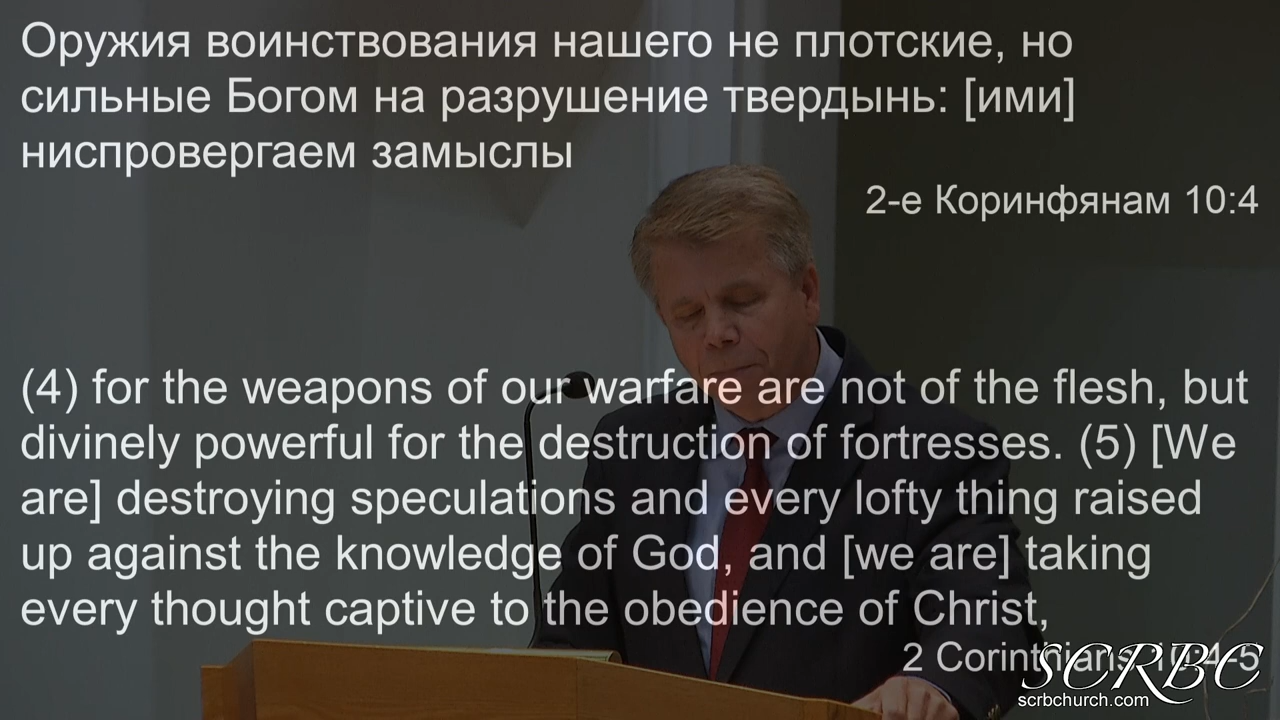 Оружия воинствования нашего не плотские, но
сильные Богом на разрушение твердынь: [ими]
ниспровергаем замыслы
2-е Коринфянам 10:4
(4) for the weapons of our warfare are not of the flesh, but
divinely powerful for the destruction of fortresses. (5) [We
are] destroying speculations and every lofty thing raised
up against the knowledge of God, and [we are] taking
every thought captive to the obedience of Christ,
2 Corinthians 10:4-5
SCRBC
scrbchurch.com